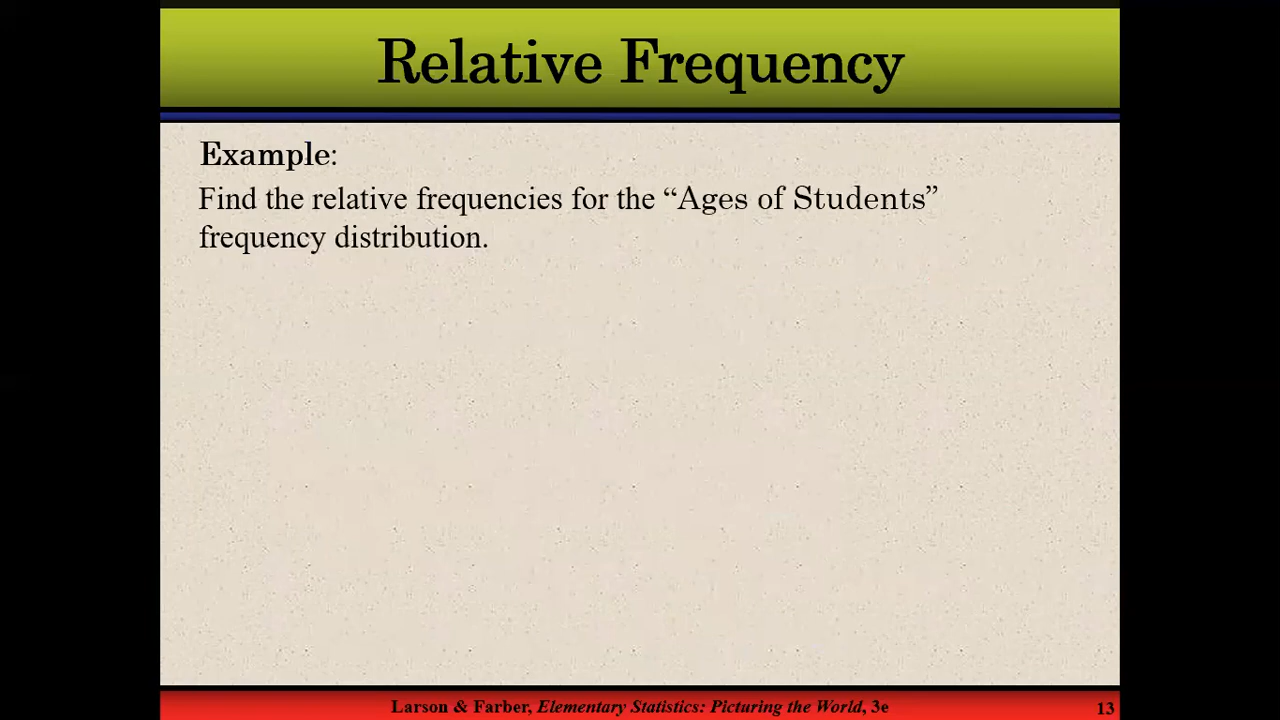 Relative Frequency
Example:
Find the relative frequencies for the “Ages of Students”
frequency distribution.
Larson & Farber, Elementary Statistics: Picturing the World, 3e
13